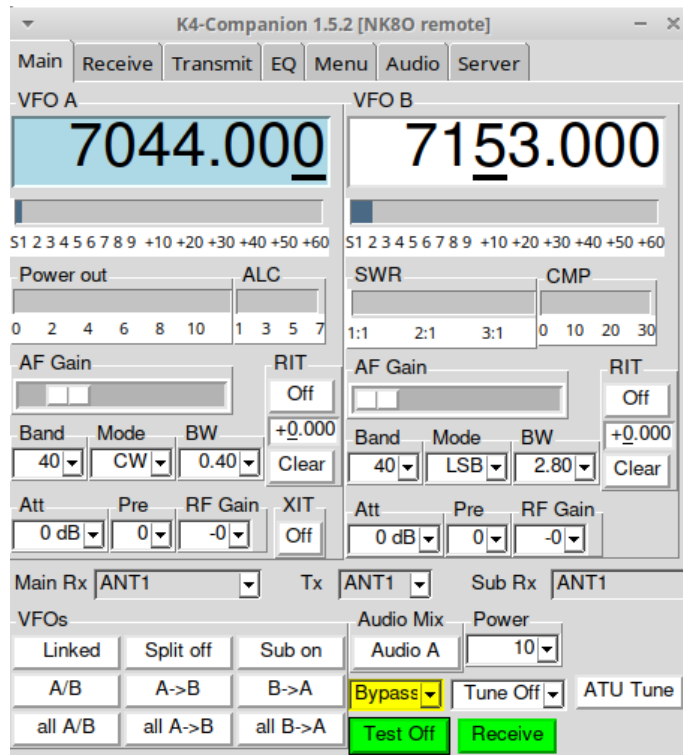 K4-Companion 1.5.2 [NK8O remote]
Main Receive Transmit EQ Menu Audio Server
VFO A VFO B
7044.000 7153.000
S1 2 3 4 5 6 7 8 9 +10 +20 +30 +40 +50 +60 S1 2 3 4 5 6 7 8 9 +10 +20 +30 +40 +50 +60
Power out ALC SWR CMP
0 2 4 6 8 10 1 3 5 7 1:1 2:1 3:1 0 10 20 30
AF Gain RIT AF Gain RIT
Off Off
+0.000 +0.000
Band Mode BW Band Mode BW
40 CW 0.40 Clear 40 LSB 2.80 Clear
Att Pre RF Gain XIT Att Pre RF Gain
0 dB 0 -0 Off 0 dB 0 -0
Main Rx ANT1 Tx ANT1 Sub Rx ANT1
VFOs Audio Mix Power
Linked Split off Sub on Audio A 10
A/B A->B B->A Bypass Tune Off ATU Tune
all A/B all A->B all B->A Test Off Receive